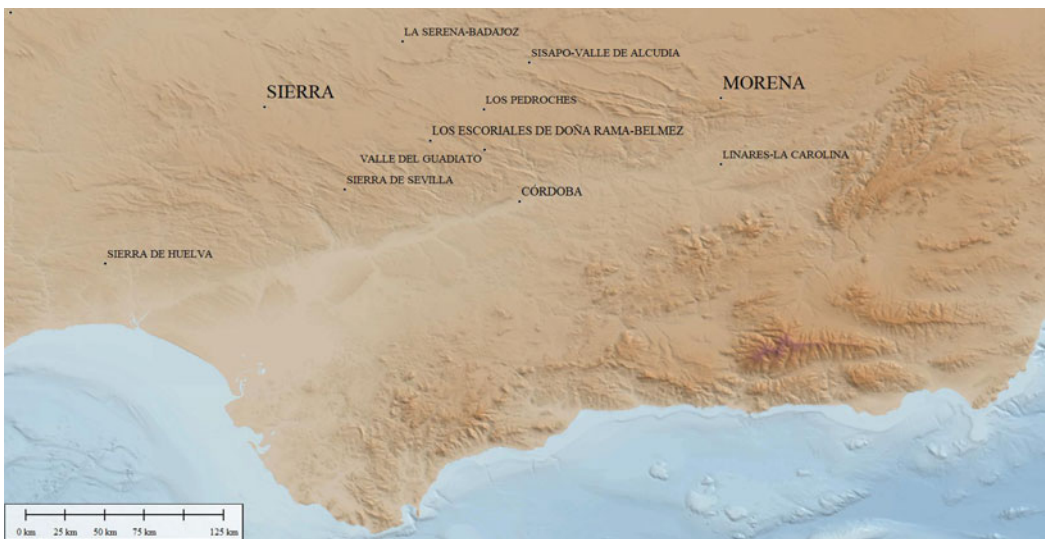 LA SERENA-BADAJOZ
SISAPO-VALLE DE ALCUDIA
SIERRA
MORENA
LOS PEDROCHES
LOS ESCORIALES DE DOÑA RAMA-BELMEZ
VALLE DEL GUADIATO
LINARES-LA CAROLINA
SIERRA DE SEVILLA
CÓRDOBA
SIERRA DE HUELVA
0 km 25 km 50 km 75 km 125 km